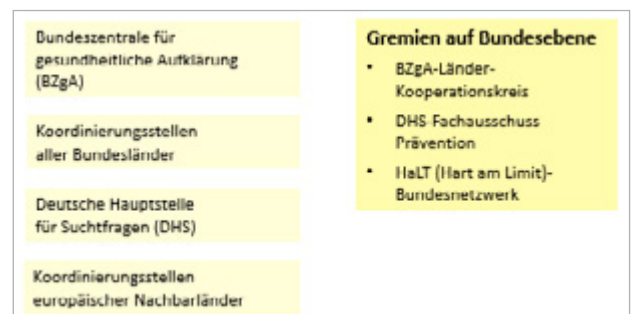 Bundeszentrale für
gesundheitliche Aufklärung
(BZgA)
Koordinierungsstellen
aller Bundesländer
Deutsche Hauptstelle
für Suchtfragen (DHS)
Koordinierungsstellen
europäischer Nachbarländer
Gremien auf Bundesebene
• BZgA-Länder-
Kooperationskreis
• DHS-Fachausschuss
Prävention
• HaLT (Hart am Limit)-
Bundesnetzwerk